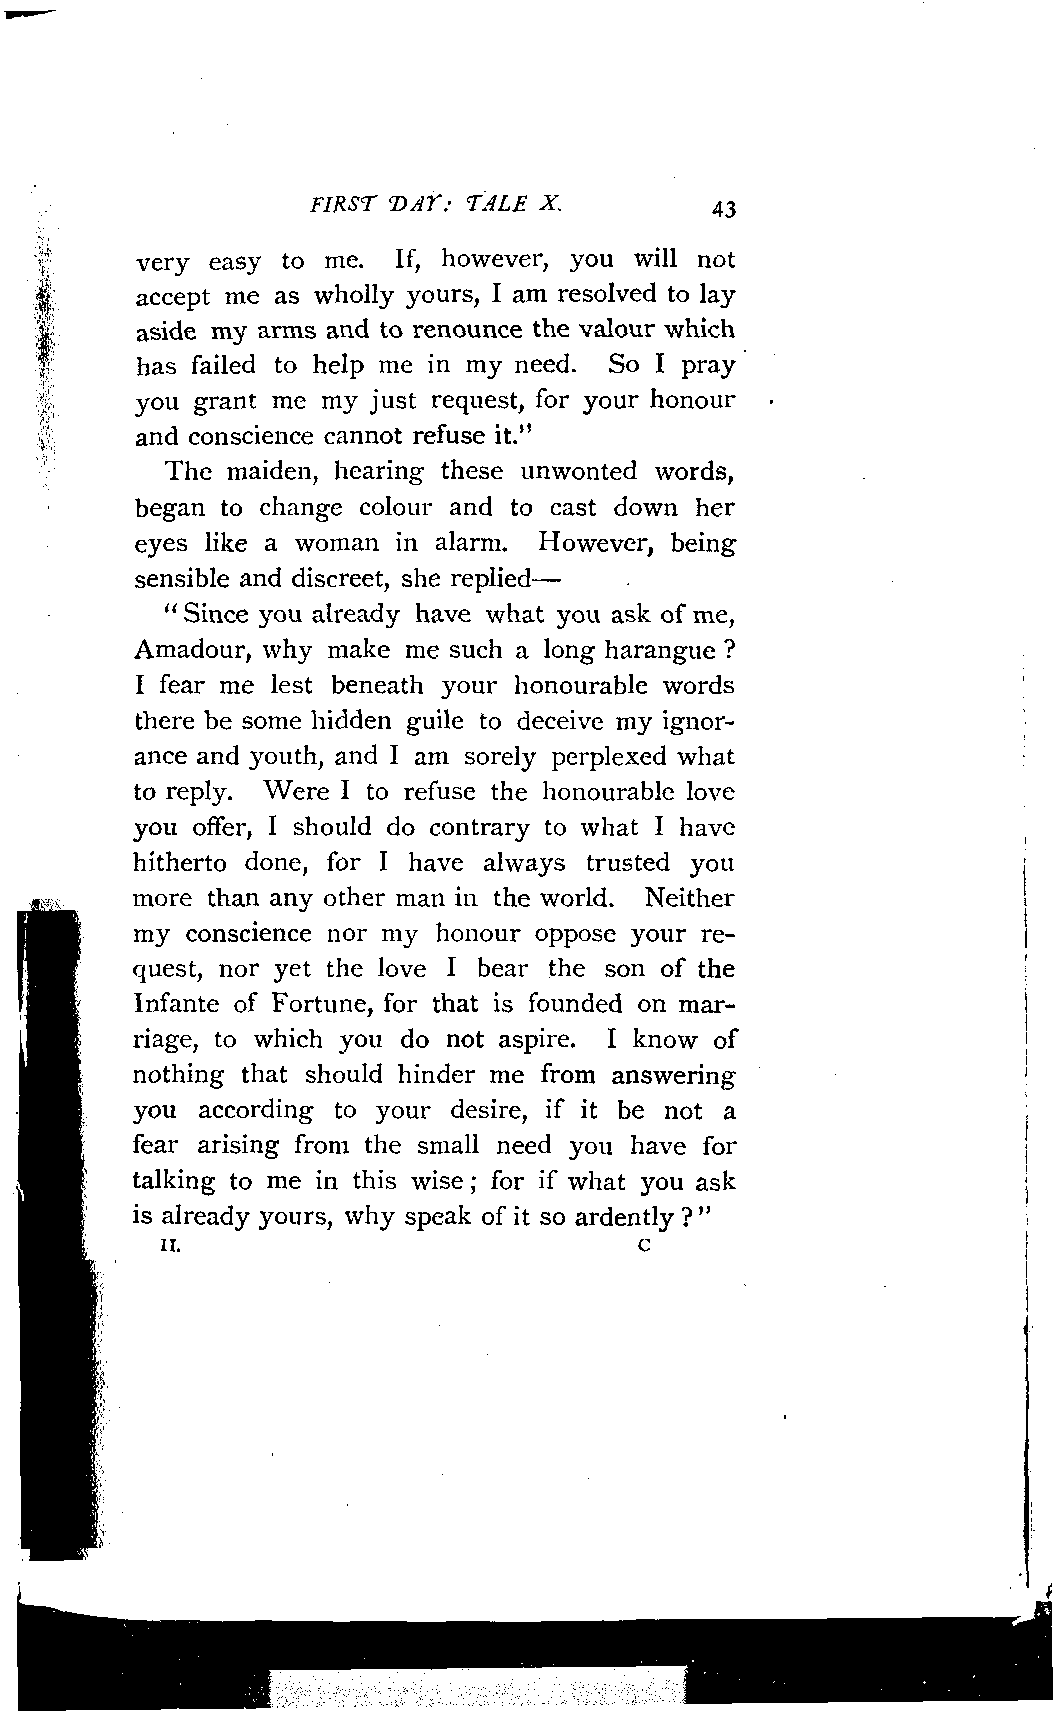 FIRST DAY: TALE X. 43
very easy to me. If, however, you will not
accept me as wholly yours, I am resolved to lay
aside my arms and to renounce the valour which
has failed to help me in my need. So I pray
you grant me my just request, for your honour
and conscience cannot refuse it."
The maiden, hearing these unwonted words,
began to change colour and to cast down her
eyes like a woman in alarm. However, being
sensible and discreet, she replied—
"Since you already have what you ask of me,
Amadour, why make me such a long harangue?
I fear me lest beneath your honourable words
there be some hidden guile to deceive my ignor-
ance and youth, and I am sorely perplexed what
to reply. Were I to refuse the honourable love
you offer, I should do contrary to what I have
hitherto done, for I have always trusted you
more than any other man in the world. Neither
my conscience nor my honour oppose your re-
quest, nor yet the love I bear the son of the
Infante of Fortune, for that is founded on mar-
riage, to which you do not aspire. I know of
nothing that should hinder me from answering
you according to your desire, if it be not a
fear arising from the small need you have for
talking to me in this wise; for if what you ask
is already yours, why speak of it so ardently?"
II. C